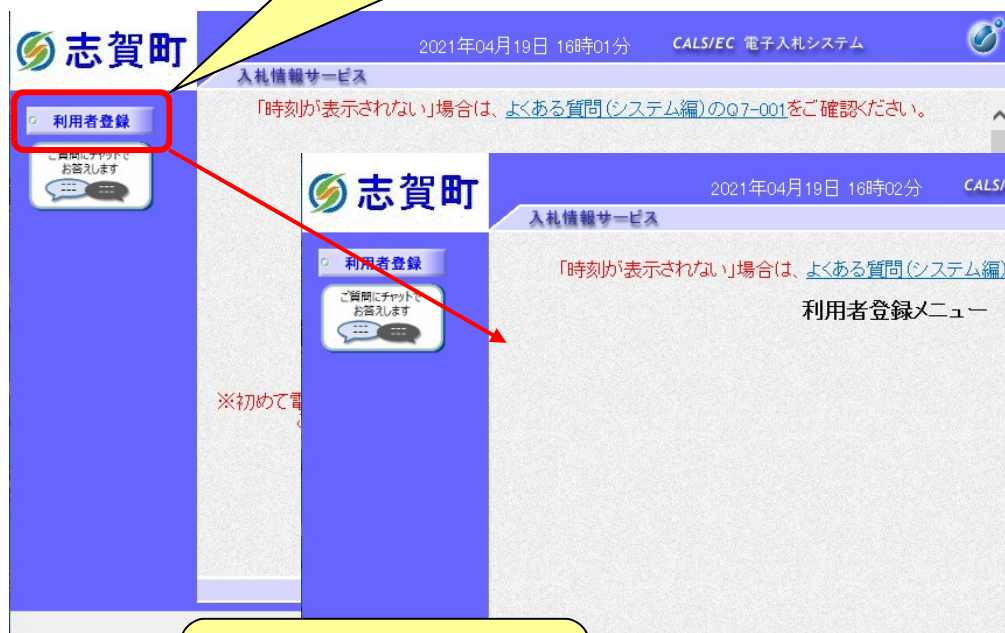 志賀町
2021年04月19日 16時01分 CALS/EC 電子入札システム
入札情報サービス
「時刻が表示されない」場合は、よくある質問(システム編)のQ7-001をご確認ください。
利用者登録
ご質問にチャットで
お答えします
※初めて電
志賀町
2021年04月19日 16時02分 CALS/
入札情報サービス
「時刻が表示されない」場合は、よくある質問(システム編)
利用者登録
ご質問にチャットで
お答えします
利用者登録メニュー